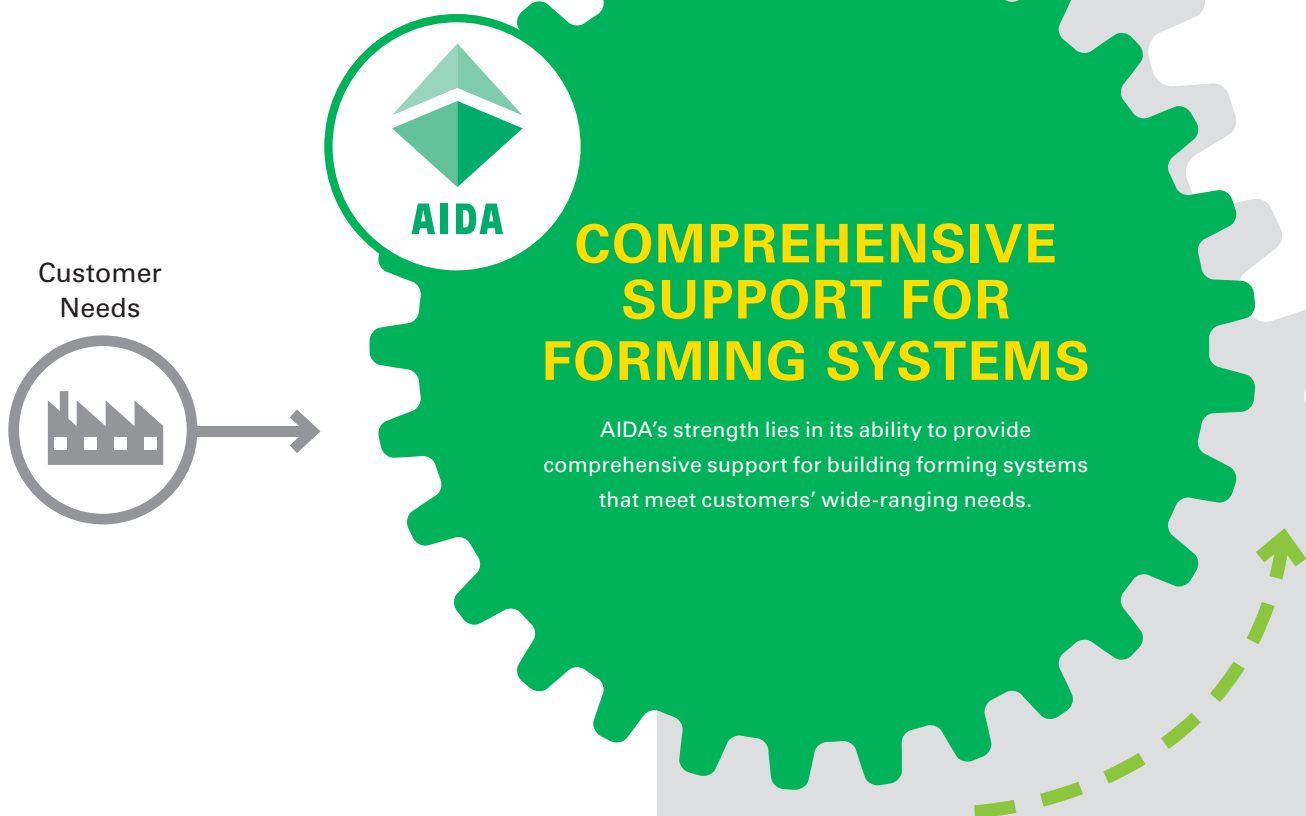 AIDA
Customer
Needs
COMPREHENSIVE
SUPPORT FOR
FORMING SYSTEMS
AIDA’s strength lies in its ability to provide
comprehensive support for building forming systems
that meet customers’ wide-ranging needs.